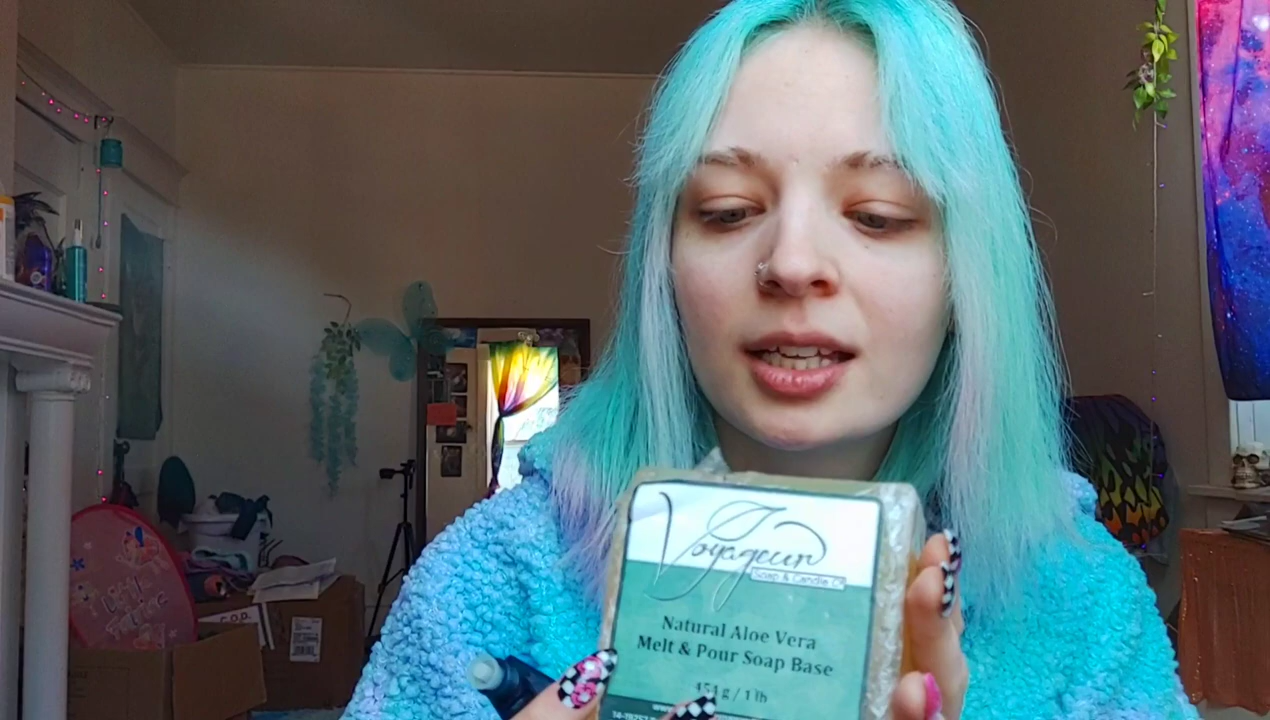 Voyageur
Soap & Candle Co
Natural Aloe Vera
Melt & Pour Soap Base
454 g / 1 lb